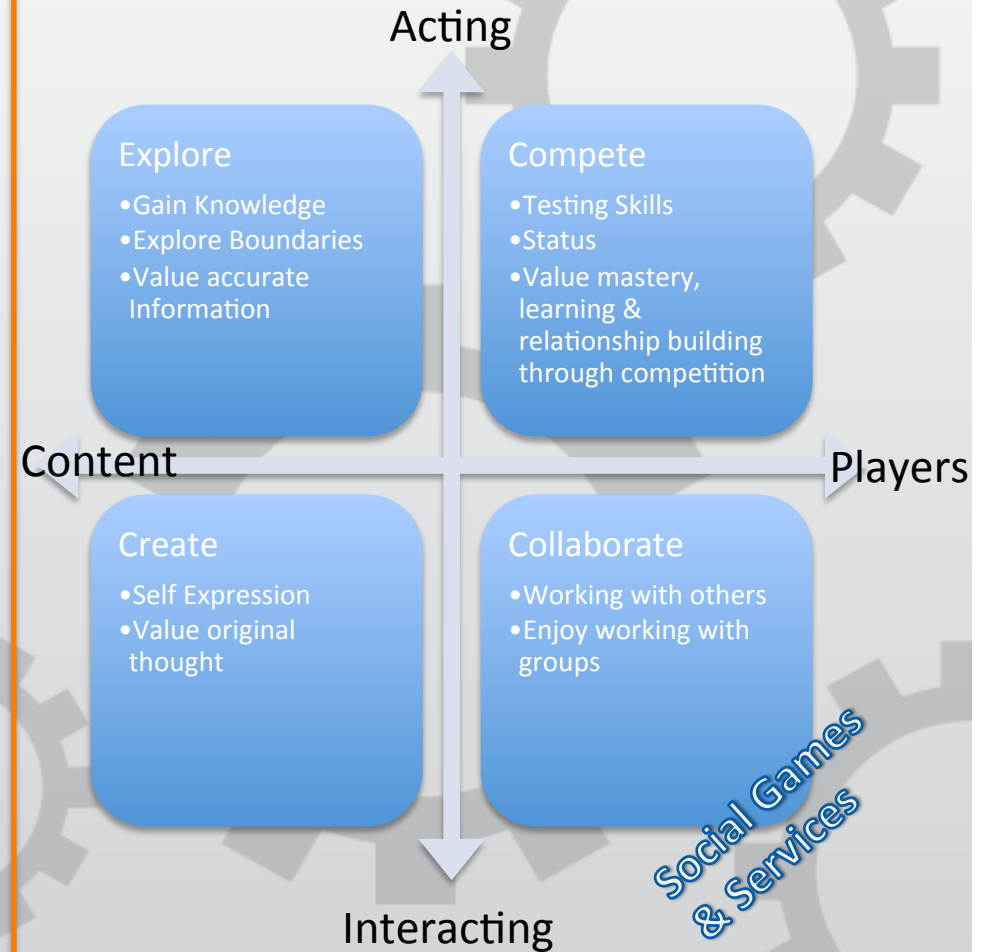 Acting
Explore
•Gain Knowledge
•Explore Boundaries
•Value accurate
Information
Compete
•Testing Skills
•Status
•Value mastery,
learning &
relationship building
through competition
Content
Players
Create
•Self Expression
•Value original
thought
Collaborate
•Working with others
•Enjoy working with
groups
Social Games
& Services
Interacting